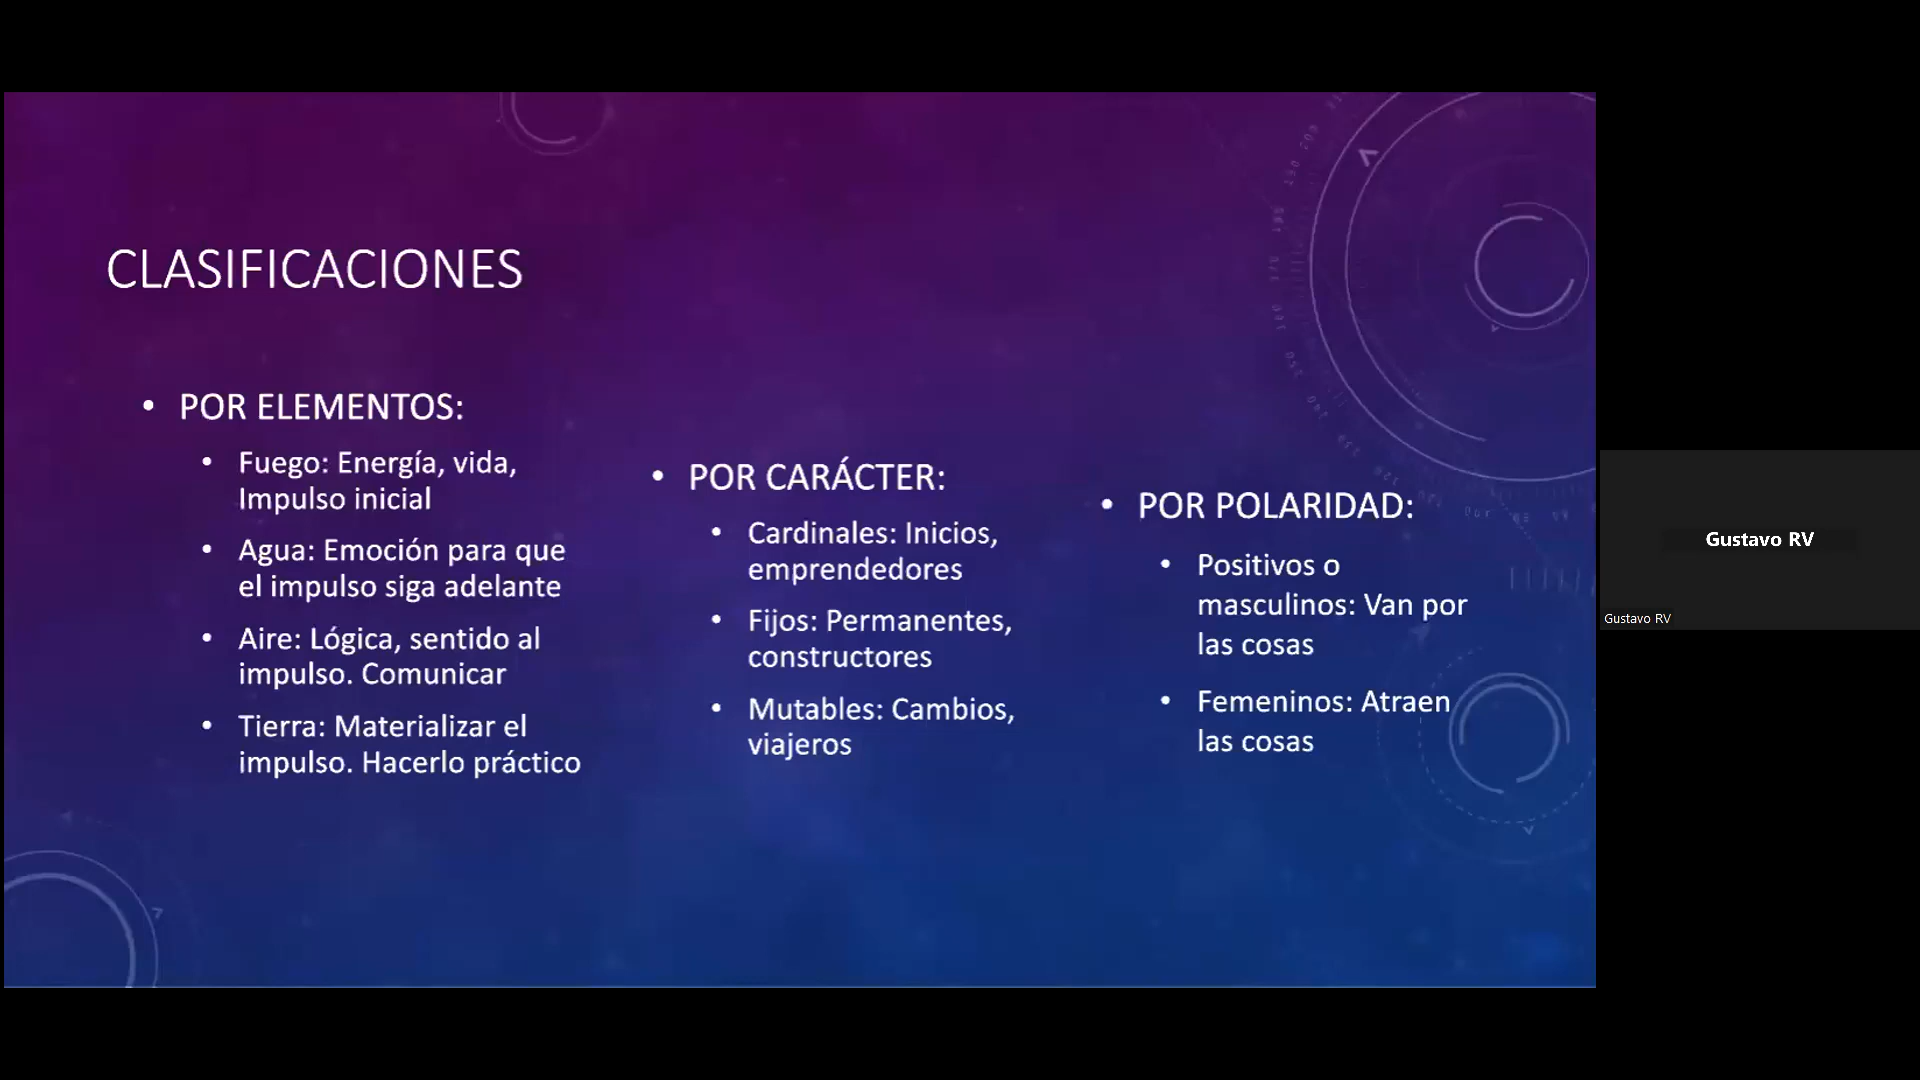 CLASIFICACIONES
• POR ELEMENTOS:
• Fuego: Energía, vida,
Impulso inicial
• Agua: Emoción para que
el impulso siga adelante
• Aire: Lógica, sentido al
impulso. Comunicar
• Tierra: Materializar el
impulso. Hacerlo práctico
• POR CARÁCTER:
• Cardinales: Inicios,
emprendedores
• Fijos: Permanentes,
constructores
• Mutables: Cambios,
viajeros
• POR POLARIDAD:
• Positivos o
masculinos: Van por
las cosas
• Femeninos: Atraen
las cosas
Gustavo RV
Gustavo RV